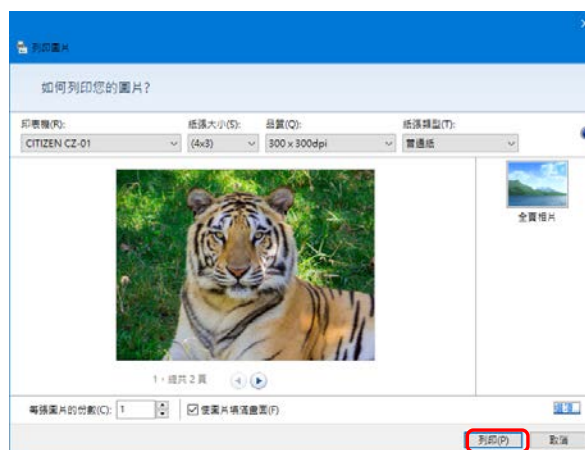 列印圖片
如何列印您的圖片?
印表機(R): 紙張大小(S): 品質(Q): 紙張類型(T):
CITIZEN CZ-01 (4x3) 300 x 300dpi 普通紙
全頁相片
1，總共 2 頁
每張圖片的份數(C): 1 使圖片填滿畫面(F) 選項...
列印(P) 取消